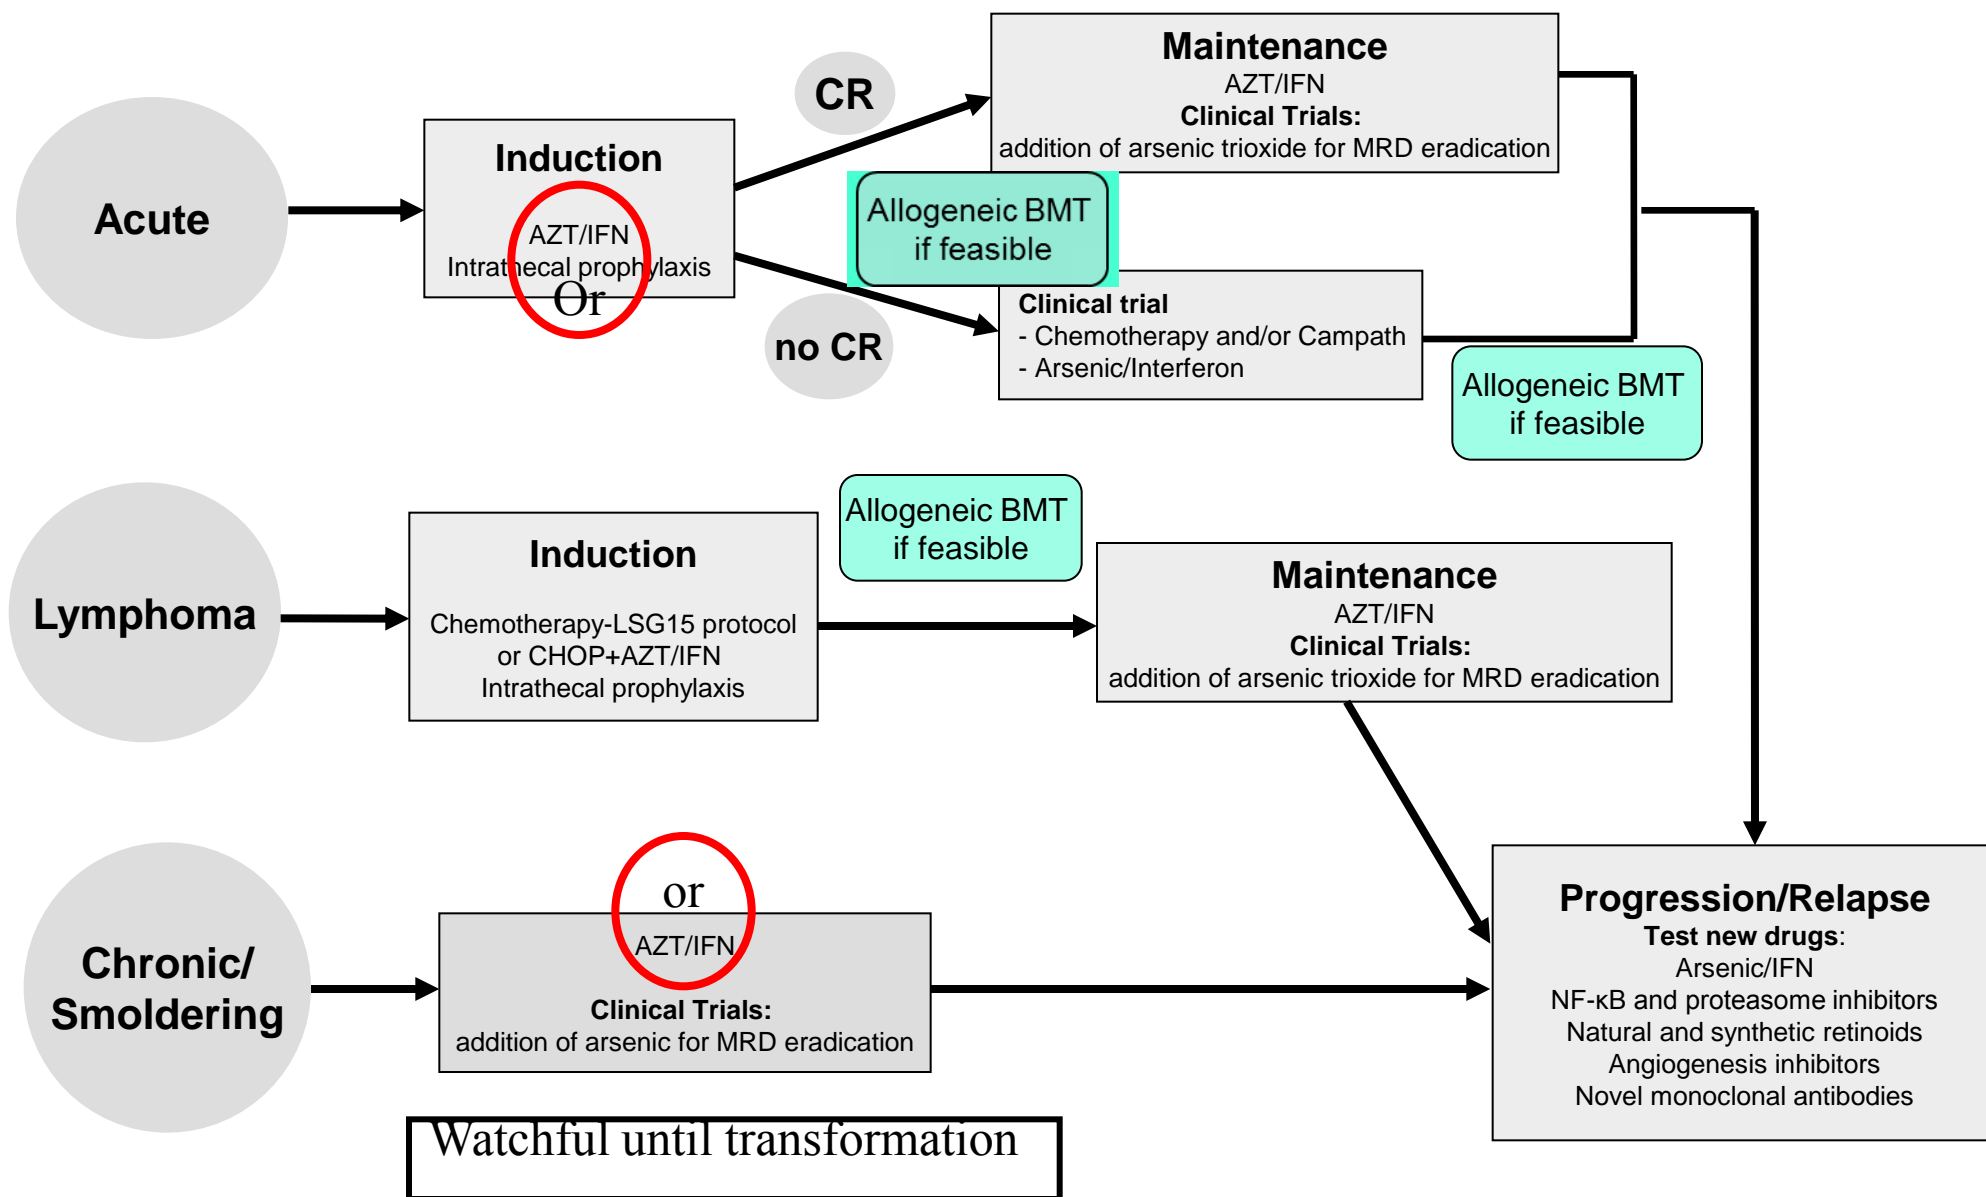 Acute
Induction
AZT/IFN
Intrathecal prophylaxis
Or
CR
no CR
Maintenance
AZT/IFN
Clinical Trials:
addition of arsenic trioxide for MRD eradication
Allogeneic BMT
if feasible
Clinical trial
- Chemotherapy and/or Campath
- Arsenic/Interferon
Allogeneic BMT
if feasible
Lymphoma
Induction
Chemotherapy-LSG15 protocol
or CHOP+AZT/IFN
Intrathecal prophylaxis
Allogeneic BMT
if feasible
Maintenance
AZT/IFN
Clinical Trials:
addition of arsenic trioxide for MRD eradication
Chronic/
Smoldering
or
AZT/IFN
Clinical Trials:
addition of arsenic for MRD eradication
Watchful until transformation
Progression/Relapse
Test new drugs:
Arsenic/IFN
NF-κB and proteasome inhibitors
Natural and synthetic retinoids
Angiogenesis inhibitors
Novel monoclonal antibodies